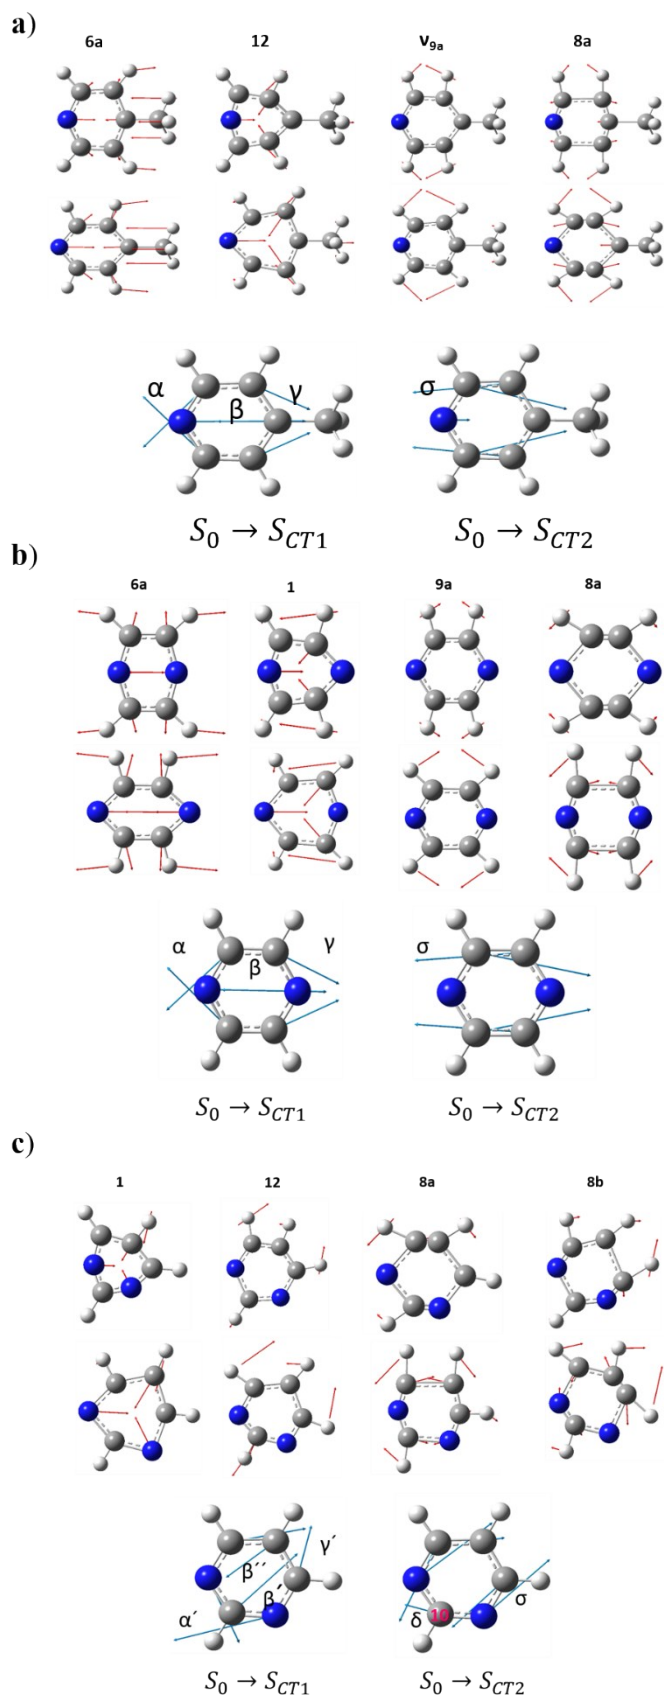 a)
6a 12 ν9a 8a
α β γ σ
S0 → SCT1 S0 → SCT2
b)
6a 1 9a 8a
α β γ σ
S0 → SCT1 S0 → SCT2
c)
1 12 8a 8b
β´´ γ´
α´ β´ δ 10 σ
S0 → SCT1 S0 → SCT2